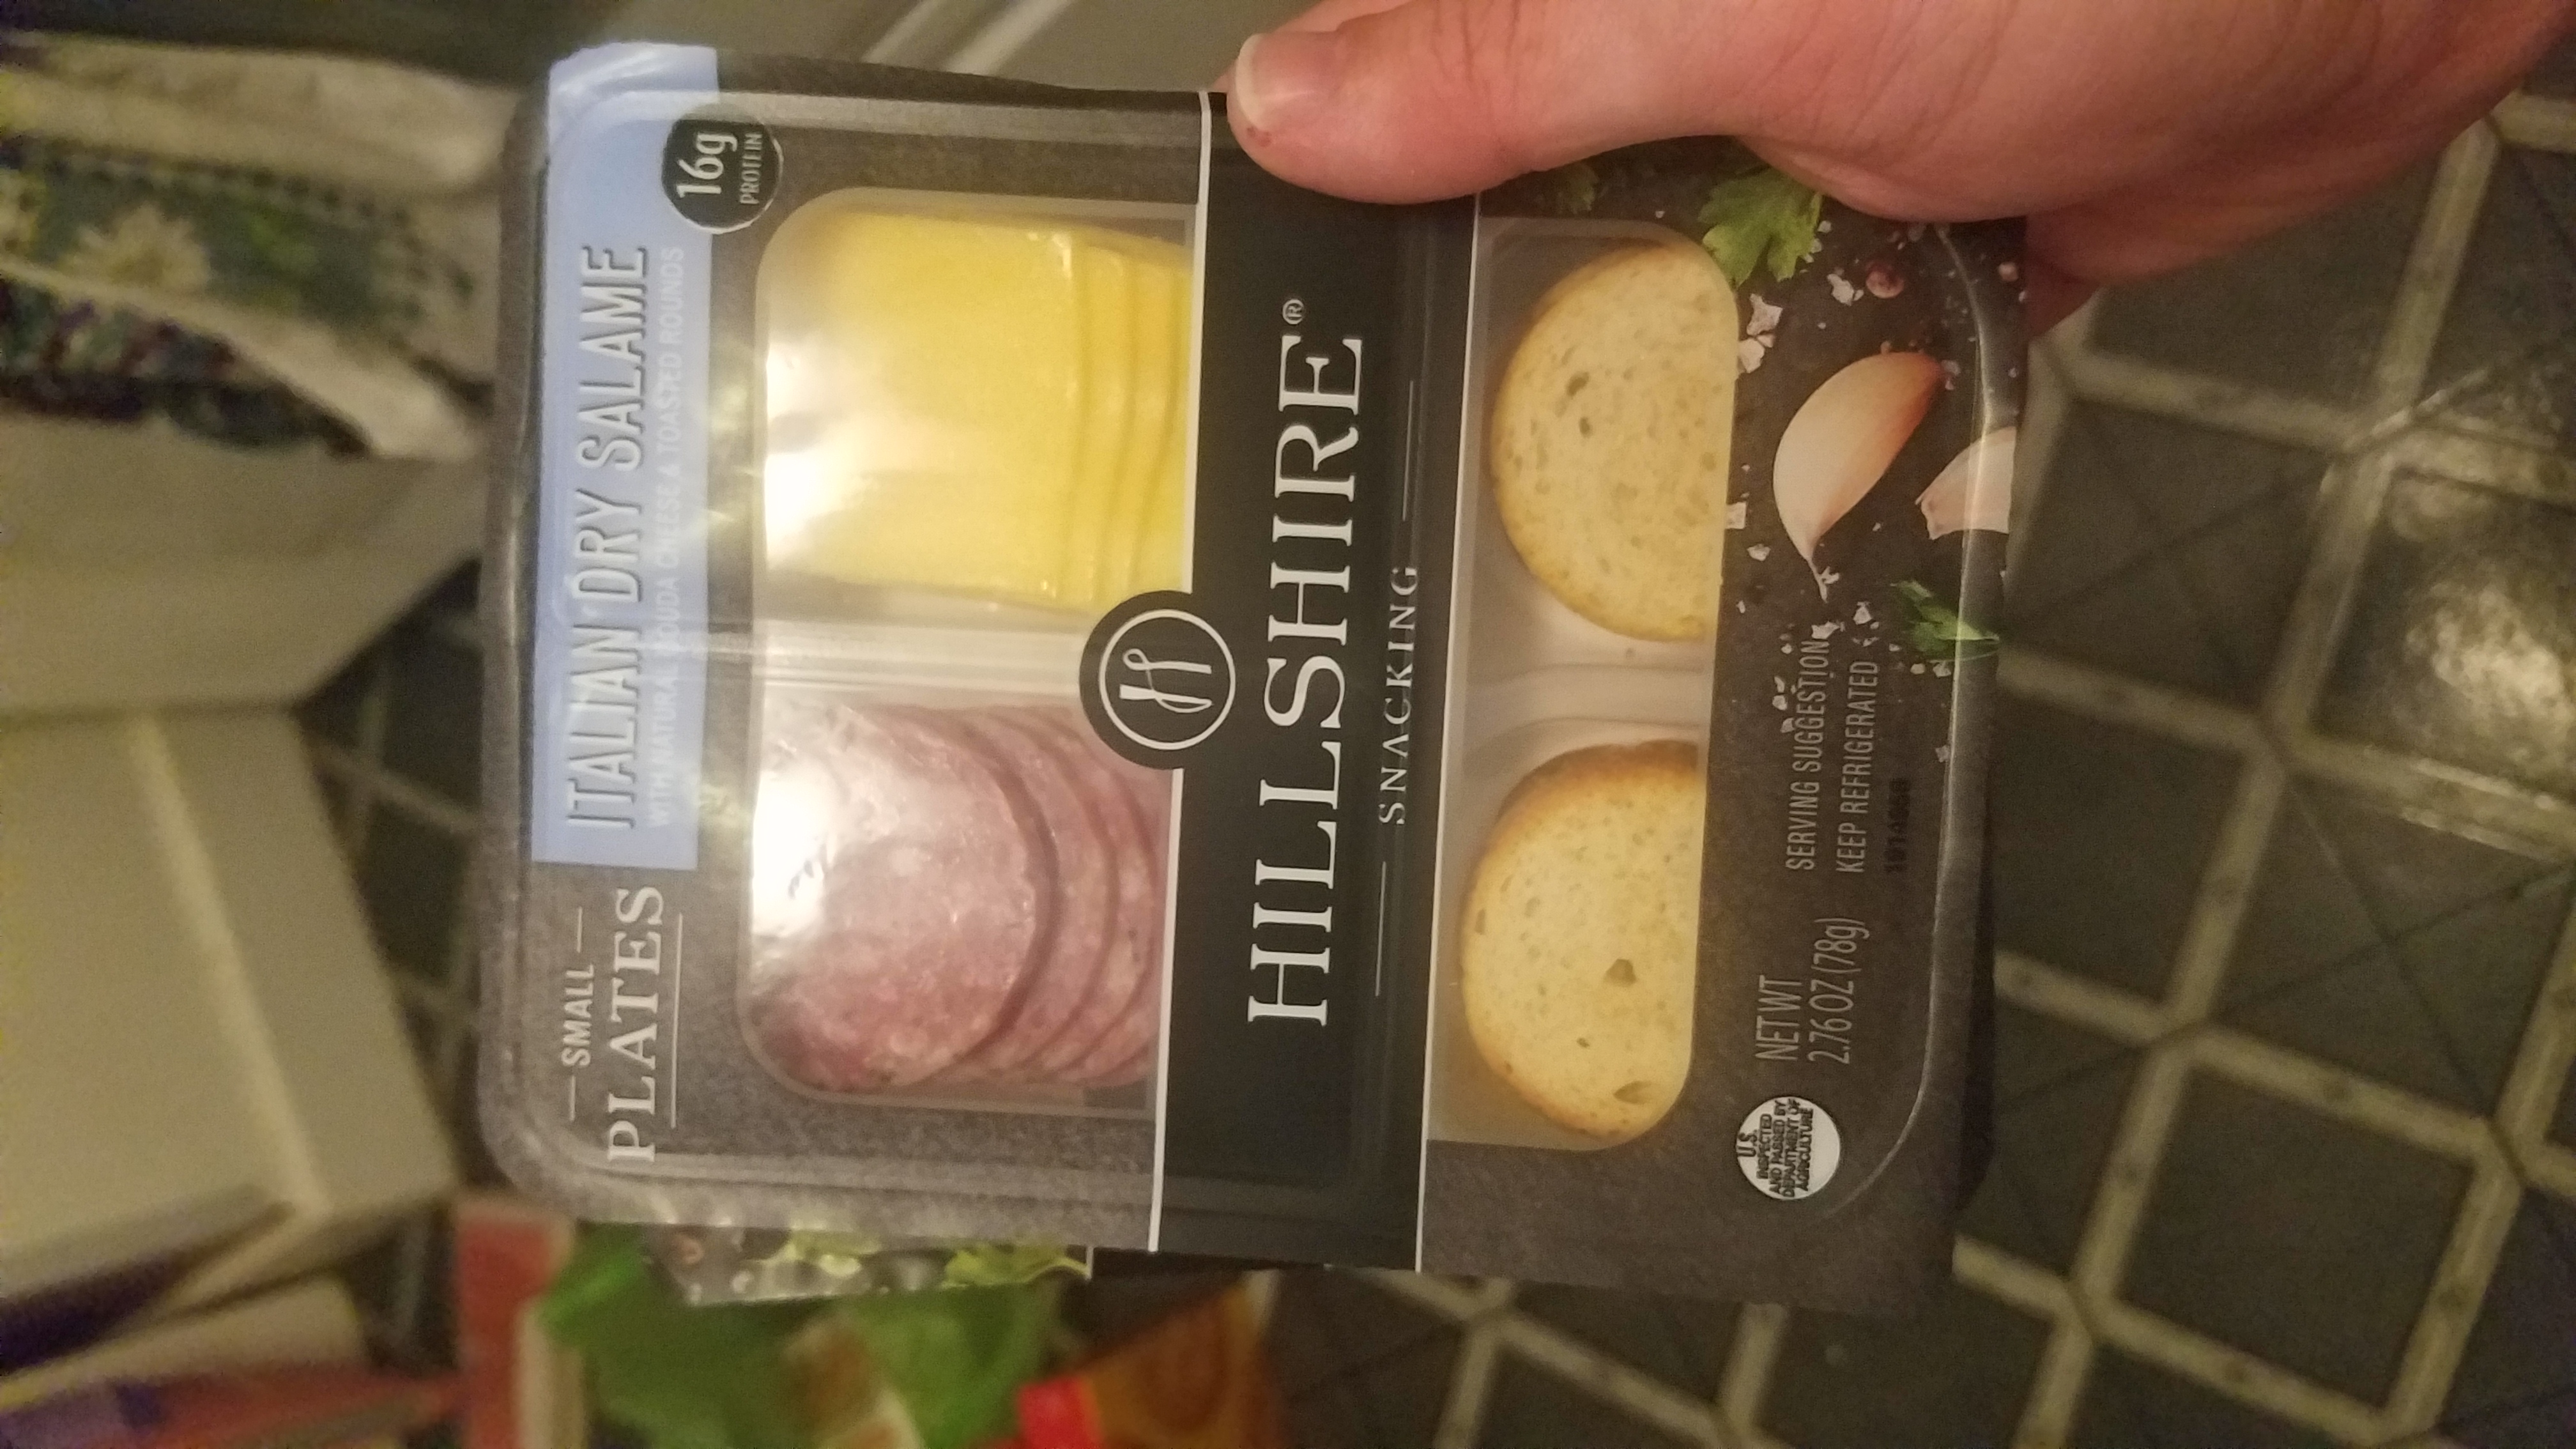 SMALL
PLATES
ITALIAN DRY SALAME
WITH NATURAL GOUDA CHEESE & TOASTED ROUNDS
16g
PROTEIN
HILLSHIRE®
SNACKING
SERVING SUGGESTION
KEEP REFRIGERATED
NET WT
2.76 OZ (78g)
U.S.
INSPECTED
AND PASSED BY
DEPARTMENT OF
AGRICULTURE